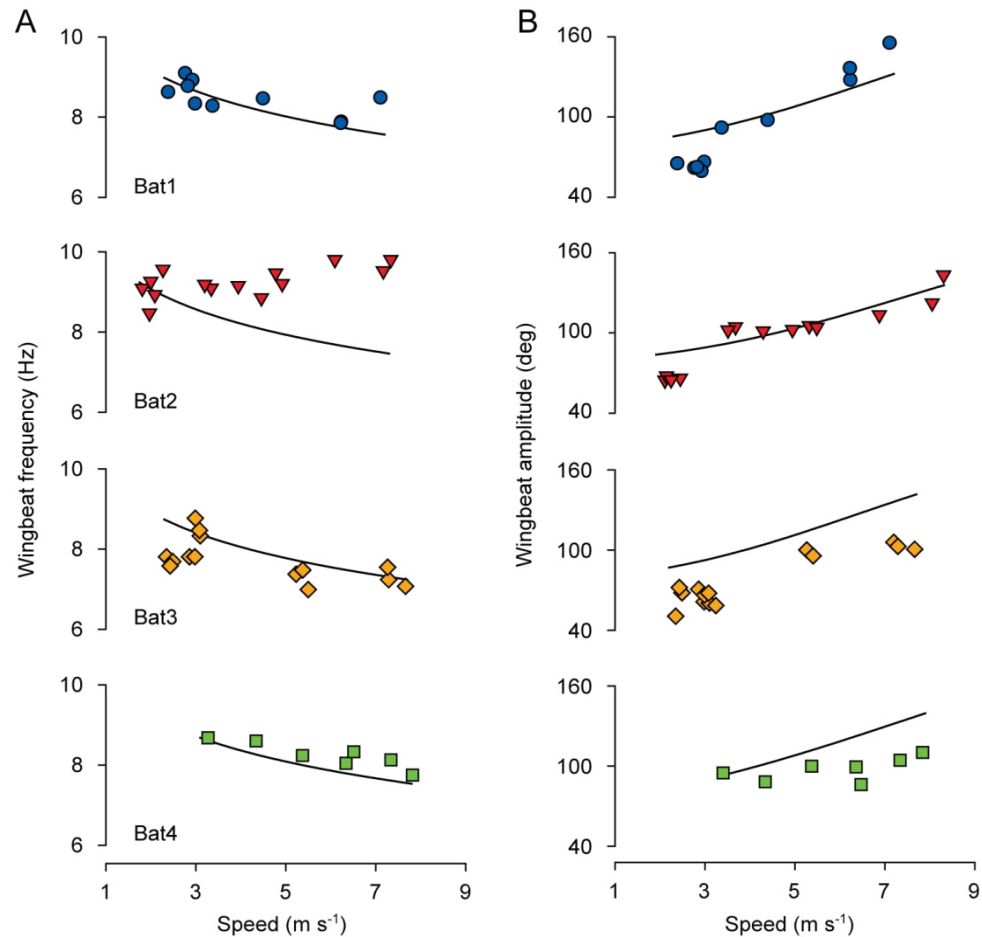 A
B
Wingbeat frequency (Hz)
10
8
6
Bat1
10
8
6
Bat2
10
8
6
Bat3
10
8
6
Bat4
1 3 5 7 9
Speed (m s⁻¹)
Wingbeat amplitude (deg)
160
100
40
160
100
40
160
100
40
160
100
40
1 3 5 7 9
Speed (m s⁻¹)